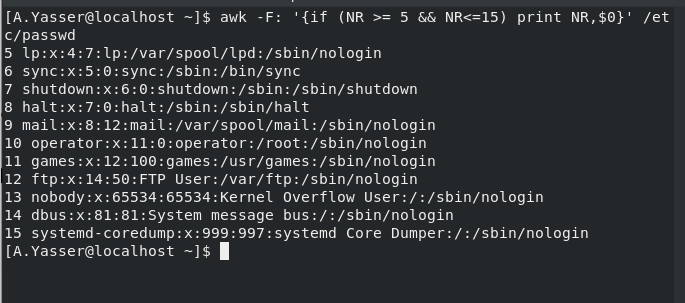 [A.Yasser@localhost ~]$ awk -F: '{if (NR >= 5 && NR<=15) print NR,$0}' /et
c/passwd
5 lp:x:4:7:lp:/var/spool/lpd:/sbin/nologin
6 sync:x:5:0:sync:/sbin:/bin/sync
7 shutdown:x:6:0:shutdown:/sbin:/sbin/shutdown
8 halt:x:7:0:halt:/sbin:/sbin/halt
9 mail:x:8:12:mail:/var/spool/mail:/sbin/nologin
10 operator:x:11:0:operator:/root:/sbin/nologin
11 games:x:12:100:games:/usr/games:/sbin/nologin
12 ftp:x:14:50:FTP User:/var/ftp:/sbin/nologin
13 nobody:x:65534:65534:Kernel Overflow User:/:/sbin/nologin
14 dbus:x:81:81:System message bus:/:/sbin/nologin
15 systemd-coredump:x:999:997:systemd Core Dumper:/:/sbin/nologin
[A.Yasser@localhost ~]$